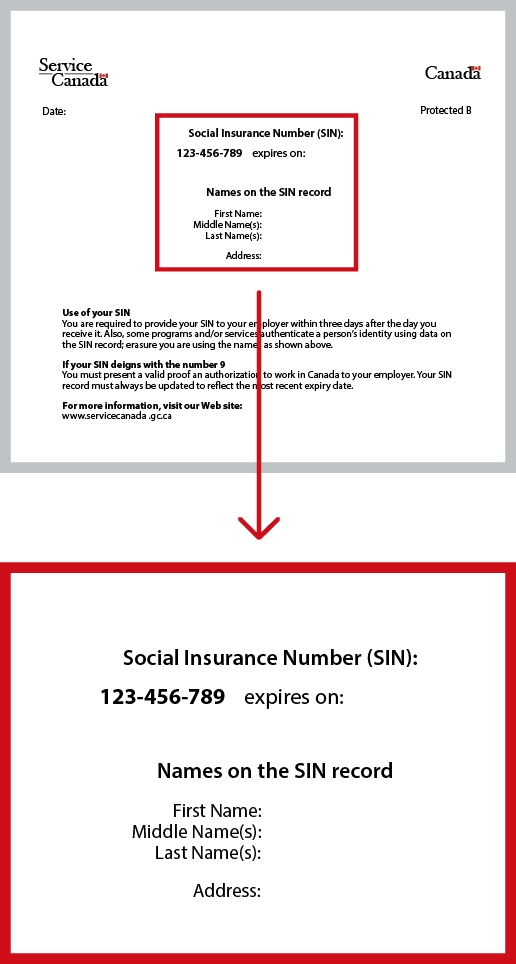 Service
Canada
Canada
Date:
Protected B
Social Insurance Number (SIN):
123-456-789 expires on:
Names on the SIN record
First Name:
Middle Name(s):
Last Name(s):
Address:
Use of your SIN
You are required to provide your SIN to your employer within three days after the day you
receive it. Also, some programs and/or services authenticate a person's identity using data on
the SIN record; erasure you are using the name as shown above.
If your SIN deigns with the number 9
You must present a valid proof an authorization to work in Canada to your employer. Your SIN
record must always be updated to reflect the most recent expiry date.
For more information, visit our Web site:
www.servicecanada .gc.ca
Social Insurance Number (SIN):
123-456-789 expires on:
Names on the SIN record
First Name:
Middle Name(s):
Last Name(s):
Address: